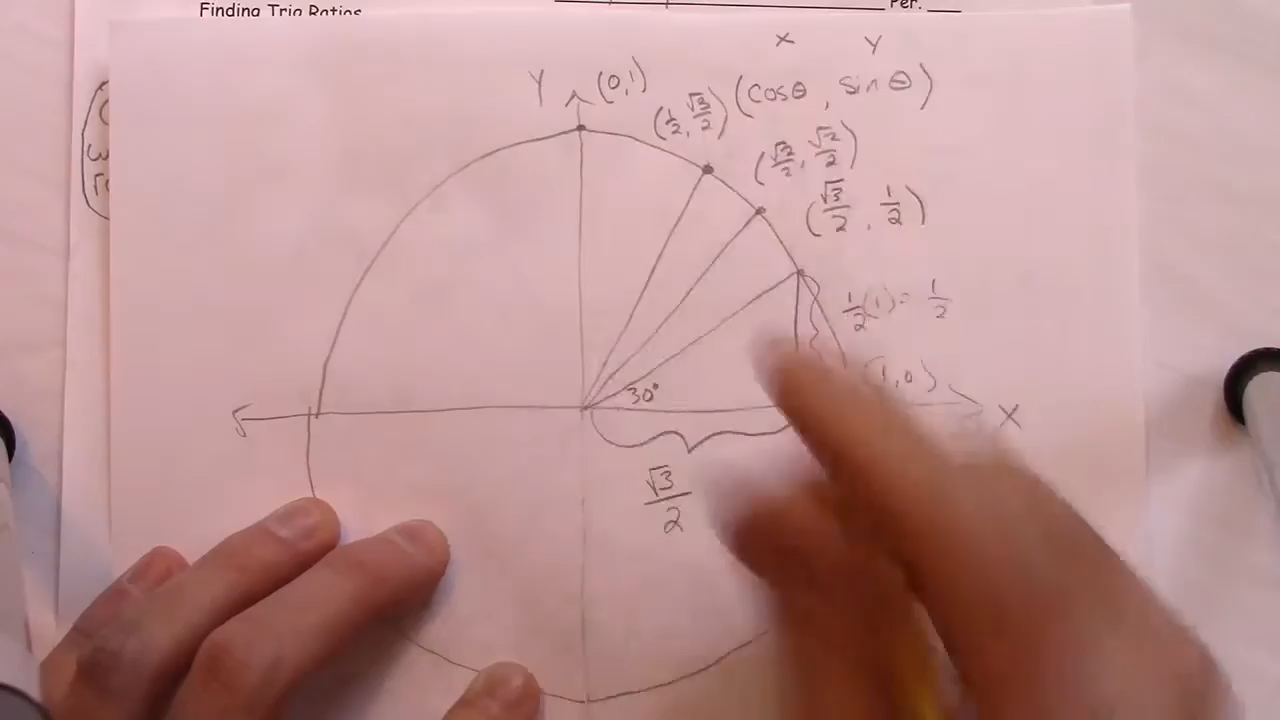 Finding Trig Ratios
Per. ___
X Y
Y (0,1) (1/2, √3/2) (cosθ, sinθ)
(√2/2, √2/2)
(√3/2, 1/2)
1/2(1) = 1/2
(1,0)
30°
X
√3/2